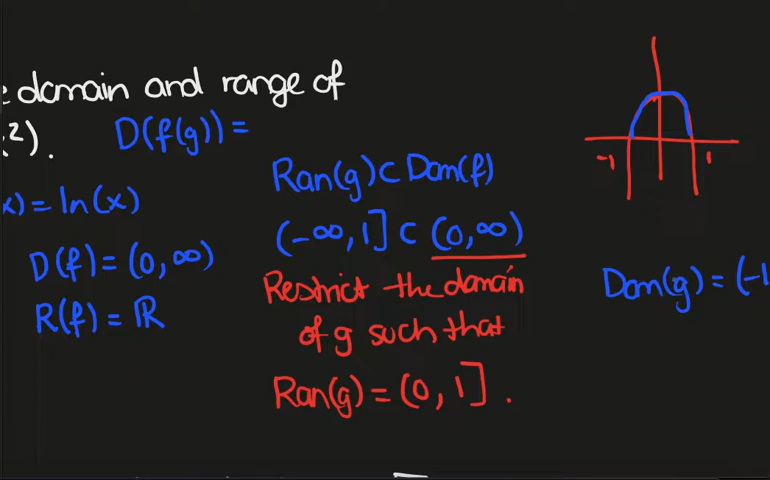 e domain and range of
²). D(f(g)) =
x) = ln(x)
D(f) = (0, ∞)
R(f) = ℝ
Ran(g) ⊂ Dom(f)
(-∞, 1] ⊂ (0, ∞)
Restrict the domain
of g such that
Ran(g) = (0, 1] .
-1 1
Dom(g) = (-1